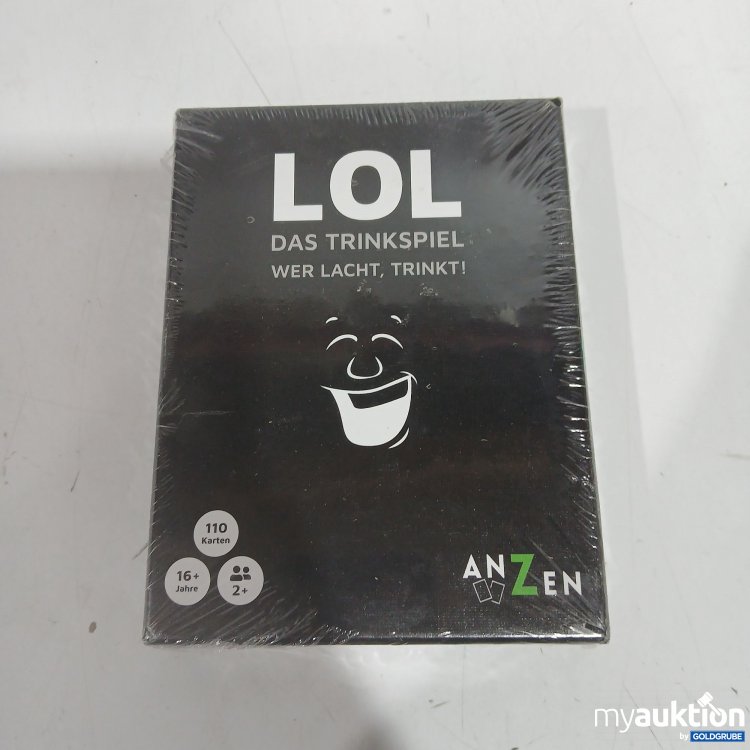 LOL
DAS TRINKSPIEL
WER LACHT, TRINKT!
110
Karten
16+
Jahre
2+
ANZEN
myauktion
by GOLDGRUBE